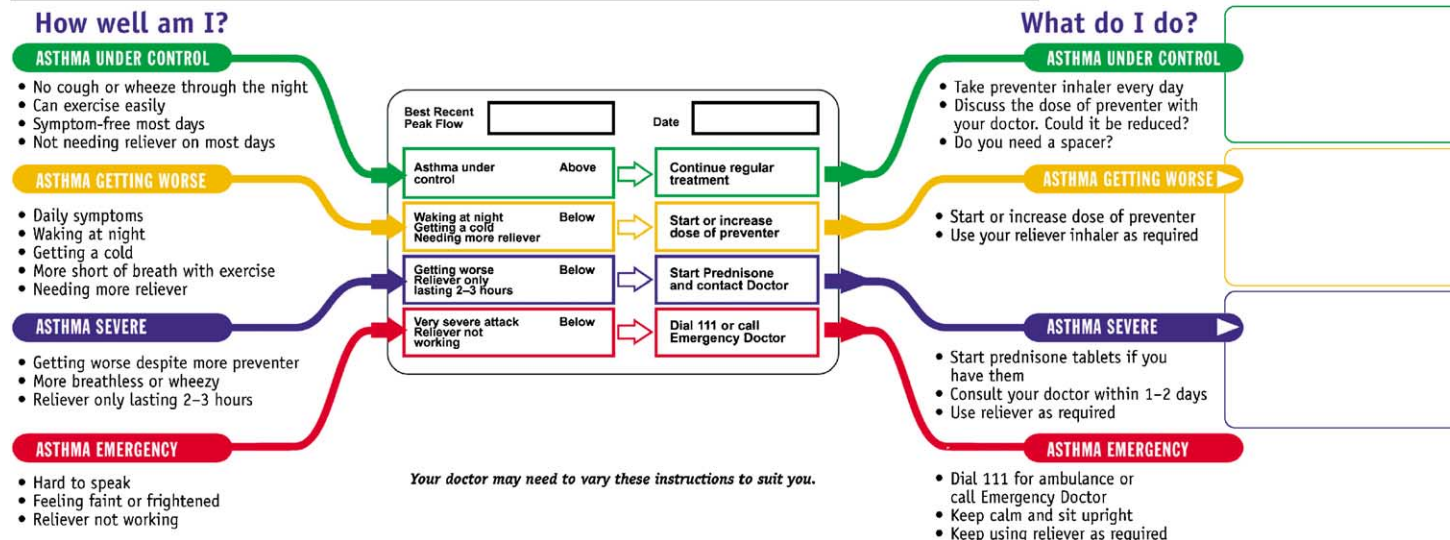 How well am I?
ASTHMA UNDER CONTROL
• No cough or wheeze through the night
• Can exercise easily
• Symptom-free most days
• Not needing reliever on most days
ASTHMA GETTING WORSE
• Daily symptoms
• Waking at night
• Getting a cold
• More short of breath with exercise
• Needing more reliever
ASTHMA SEVERE
• Getting worse despite more preventer
• More breathless or wheezy
• Reliever only lasting 2–3 hours
ASTHMA EMERGENCY
• Hard to speak
• Feeling faint or frightened
• Reliever not working
Best Recent
Peak Flow
Date
Asthma under
control
Above
Continue regular
treatment
Waking at night
Getting a cold
Needing more reliever
Below
Start or increase
dose of preventer
Getting worse
Reliever only
lasting 2–3 hours
Below
Start Prednisone
and contact Doctor
Very severe attack
Reliever not
working
Below
Dial 111 or call
Emergency Doctor
Your doctor may need to vary these instructions to suit you.
What do I do?
ASTHMA UNDER CONTROL
• Take preventer inhaler every day
• Discuss the dose of preventer with
your doctor. Could it be reduced?
• Do you need a spacer?
ASTHMA GETTING WORSE
• Start or increase dose of preventer
• Use your reliever inhaler as required
ASTHMA SEVERE
• Start prednisone tablets if you
have them
• Consult your doctor within 1–2 days
• Use reliever as required
ASTHMA EMERGENCY
• Dial 111 for ambulance or
call Emergency Doctor
• Keep calm and sit upright
• Keep using reliever as required